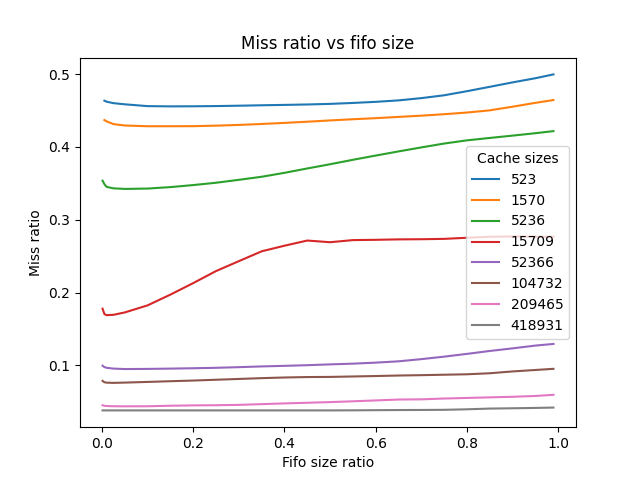 Miss ratio vs fifo size
0.5
0.4
0.3
0.2
0.1
Miss ratio
Cache sizes
523
1570
5236
15709
52366
104732
209465
418931
0.0 0.2 0.4 0.6 0.8 1.0
Fifo size ratio